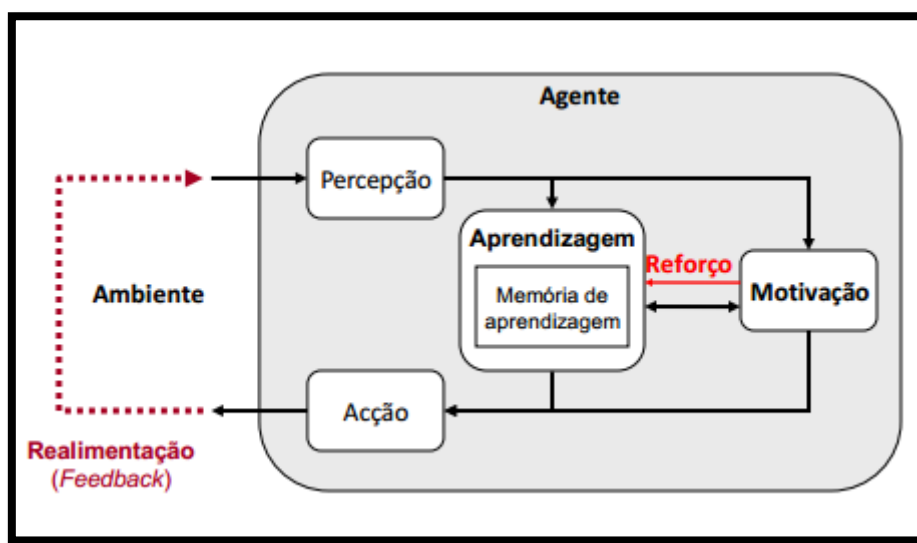 Agente
Percepção
Aprendizagem
Reforço
Ambiente
Memória de
aprendizagem
Motivação
Acção
Realimentação
(Feedback)